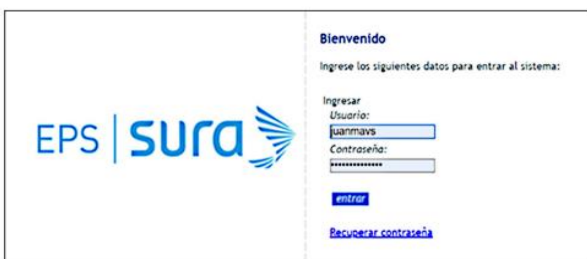 EPS | sura
Bienvenido
Ingrese los siguientes datos para entrar al sistema:
Ingresar
Usuario:
juanmavs
Contraseña:
••••••••••••••
entrar
Recuperar contraseña